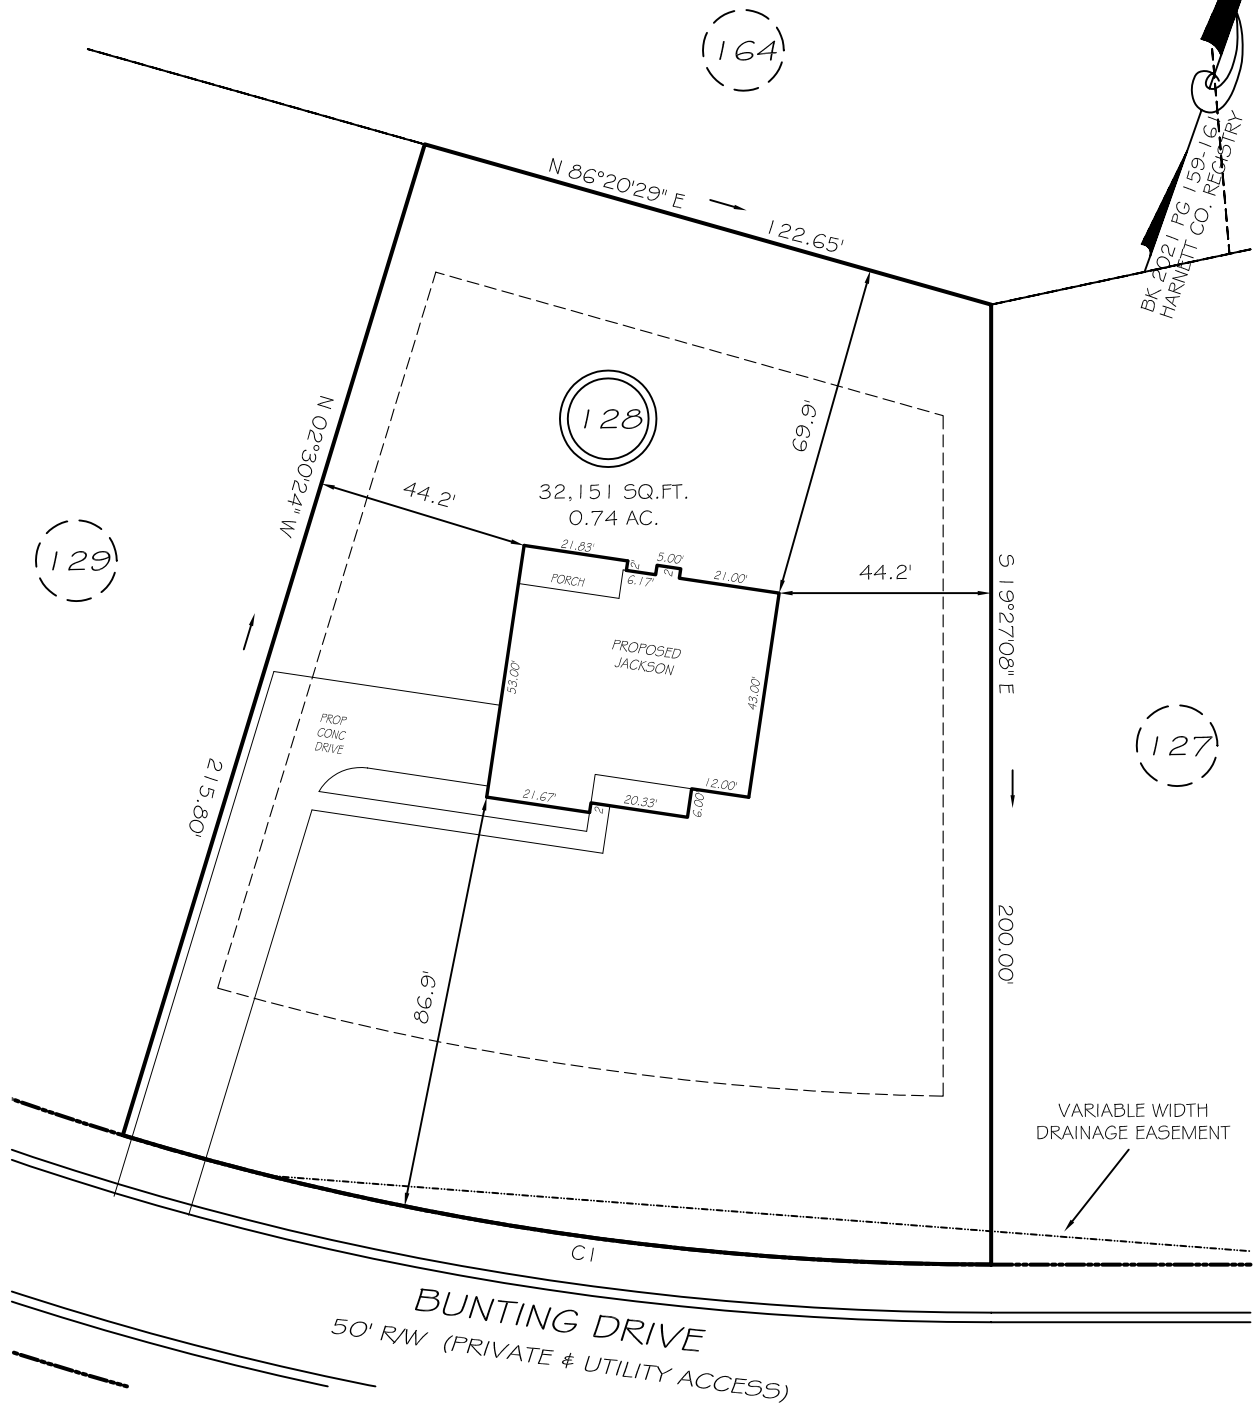 164
BK 2021 PG 159-161
HARNETT CO. REGISTRY
N 86°20'29" E
122.65'
69.9'
128
32,151 SQ.FT.
0.74 AC.
N 02°30'24" W
44.2'
129
21.83'
2'
6.17'
5.00'
2'
21.00'
PORCH
44.2'
S 19°27'08" E
PROPOSED
JACKSON
53.00'
43.00'
PROP
CONC
DRIVE
127
215.80'
21.67'
2'
20.33'
6.00'
12.00'
200.00'
86.9'
VARIABLE WIDTH
DRAINAGE EASEMENT
C1
BUNTING DRIVE
50' R/W (PRIVATE & UTILITY ACCESS)